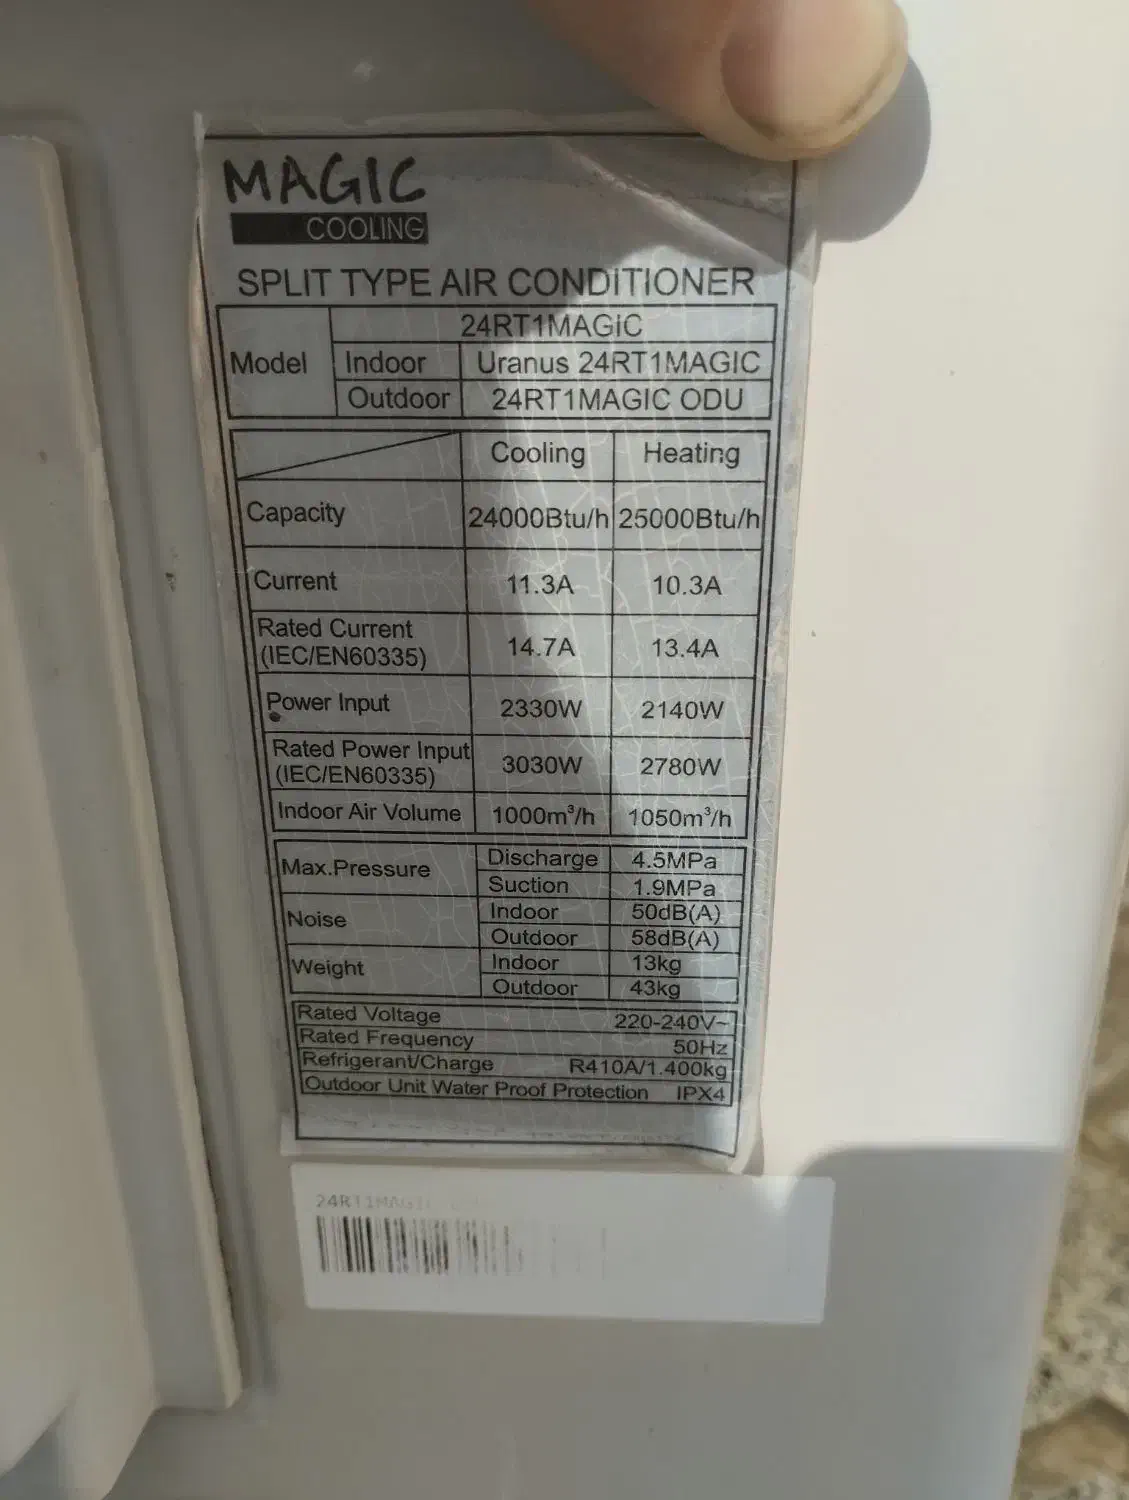 MAGIC
COOLING
SPLIT TYPE AIR CONDITIONER
Model
24RT1MAGIC
Indoor Uranus 24RT1MAGIC
Outdoor 24RT1MAGIC ODU
Cooling Heating
Capacity 24000Btu/h 25000Btu/h
Current 11.3A 10.3A
Rated Current
(IEC/EN60335) 14.7A 13.4A
Power Input 2330W 2140W
Rated Power Input
(IEC/EN60335) 3030W 2780W
Indoor Air Volume 1000m³/h 1050m³/h
Max.Pressure
Discharge 4.5MPa
Suction 1.9MPa
Noise
Indoor 50dB(A)
Outdoor 58dB(A)
Weight
Indoor 13kg
Outdoor 43kg
Rated Voltage 220-240V~
Rated Frequency 50Hz
Refrigerant/Charge R410A/1.400kg
Outdoor Unit Water Proof Protection IPX4